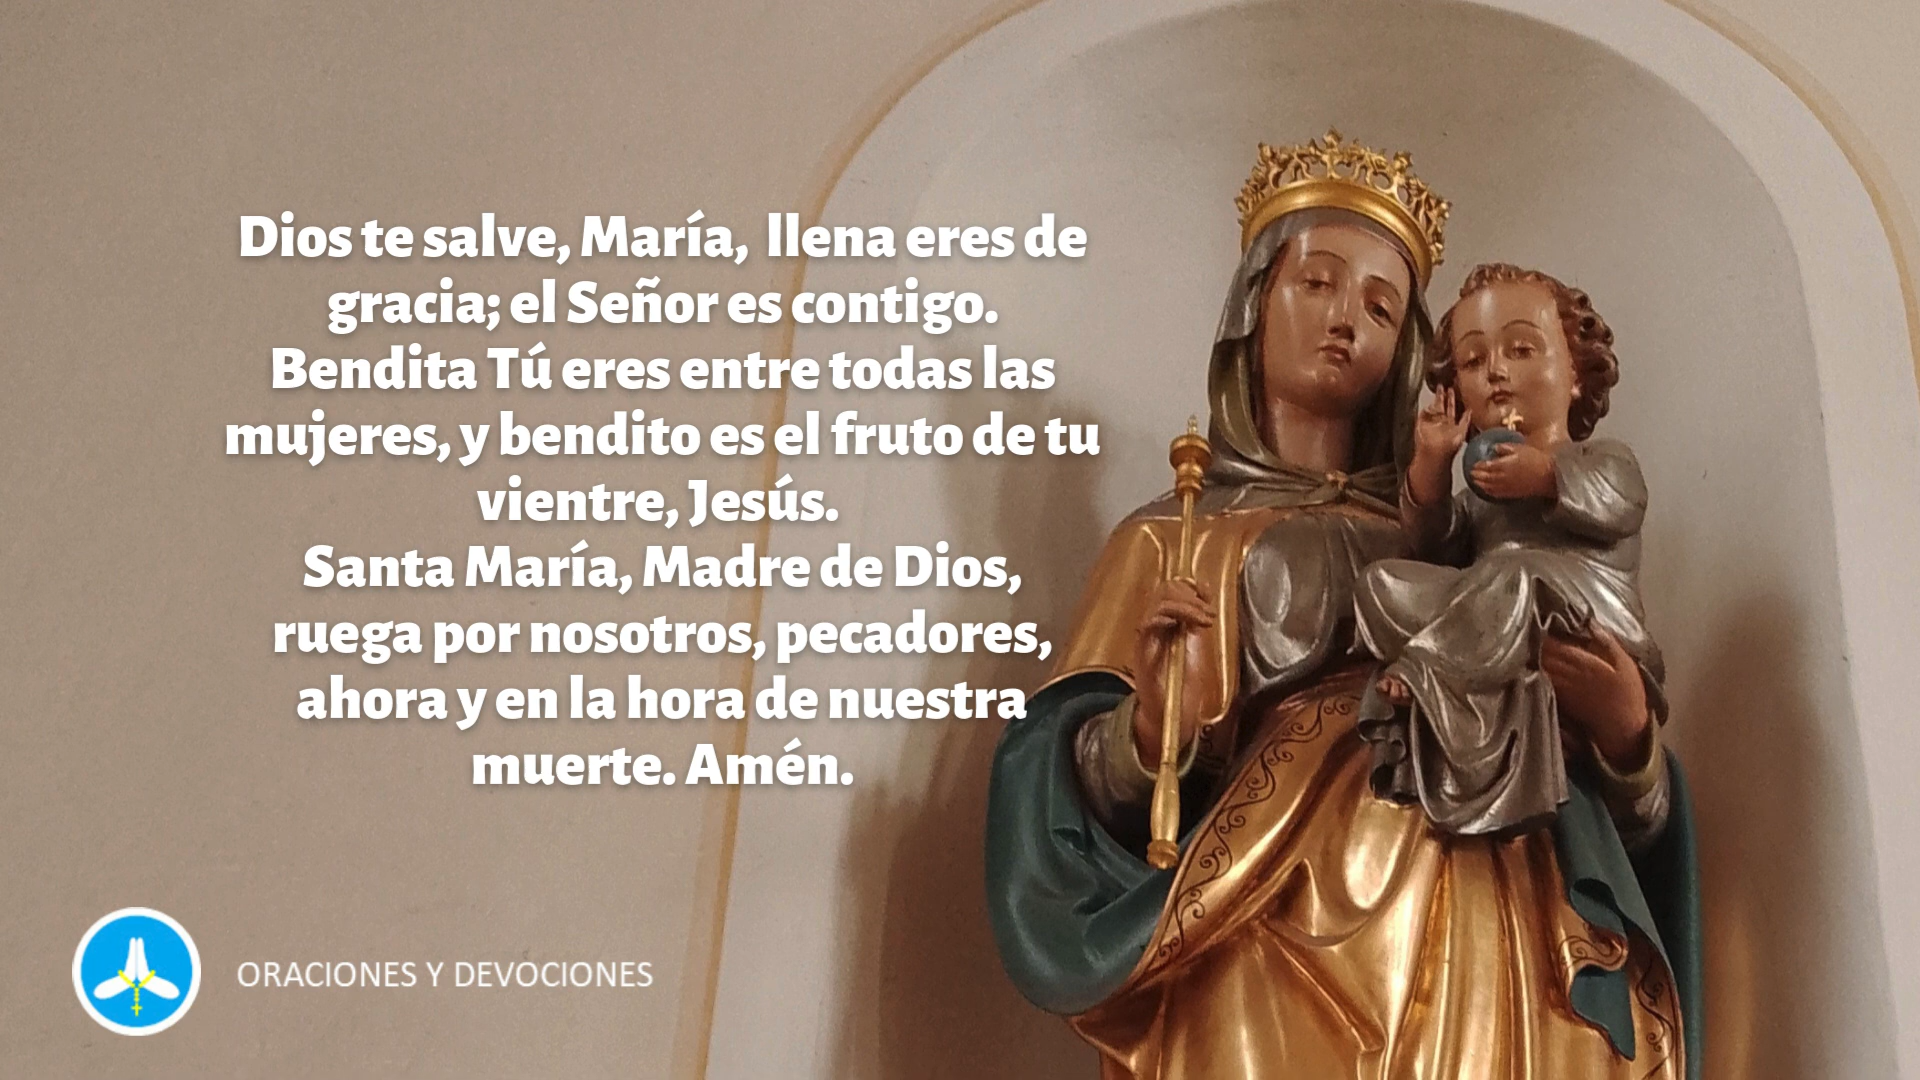 Dios te salve, María,  llena eres de
gracia; el Señor es contigo.
Bendita Tú eres entre todas las
mujeres, y bendito es el fruto de tu
vientre, Jesús.
Santa María, Madre de Dios,
ruega por nosotros, pecadores,
ahora y en la hora de nuestra
muerte. Amén.
ORACIONES Y DEVOCIONES